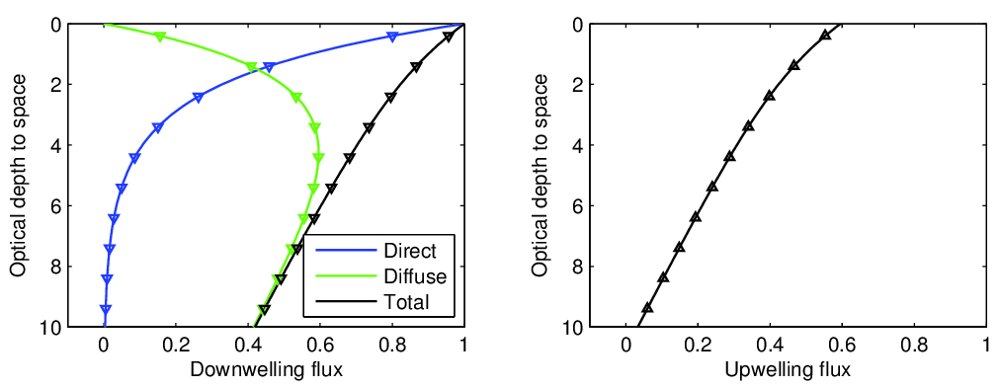 0
2
4
6
8
10
Optical depth to space
0 0.2 0.4 0.6 0.8 1
Downwelling flux
Direct
Diffuse
Total
0
2
4
6
8
10
Optical depth to space
0 0.2 0.4 0.6 0.8 1
Upwelling flux